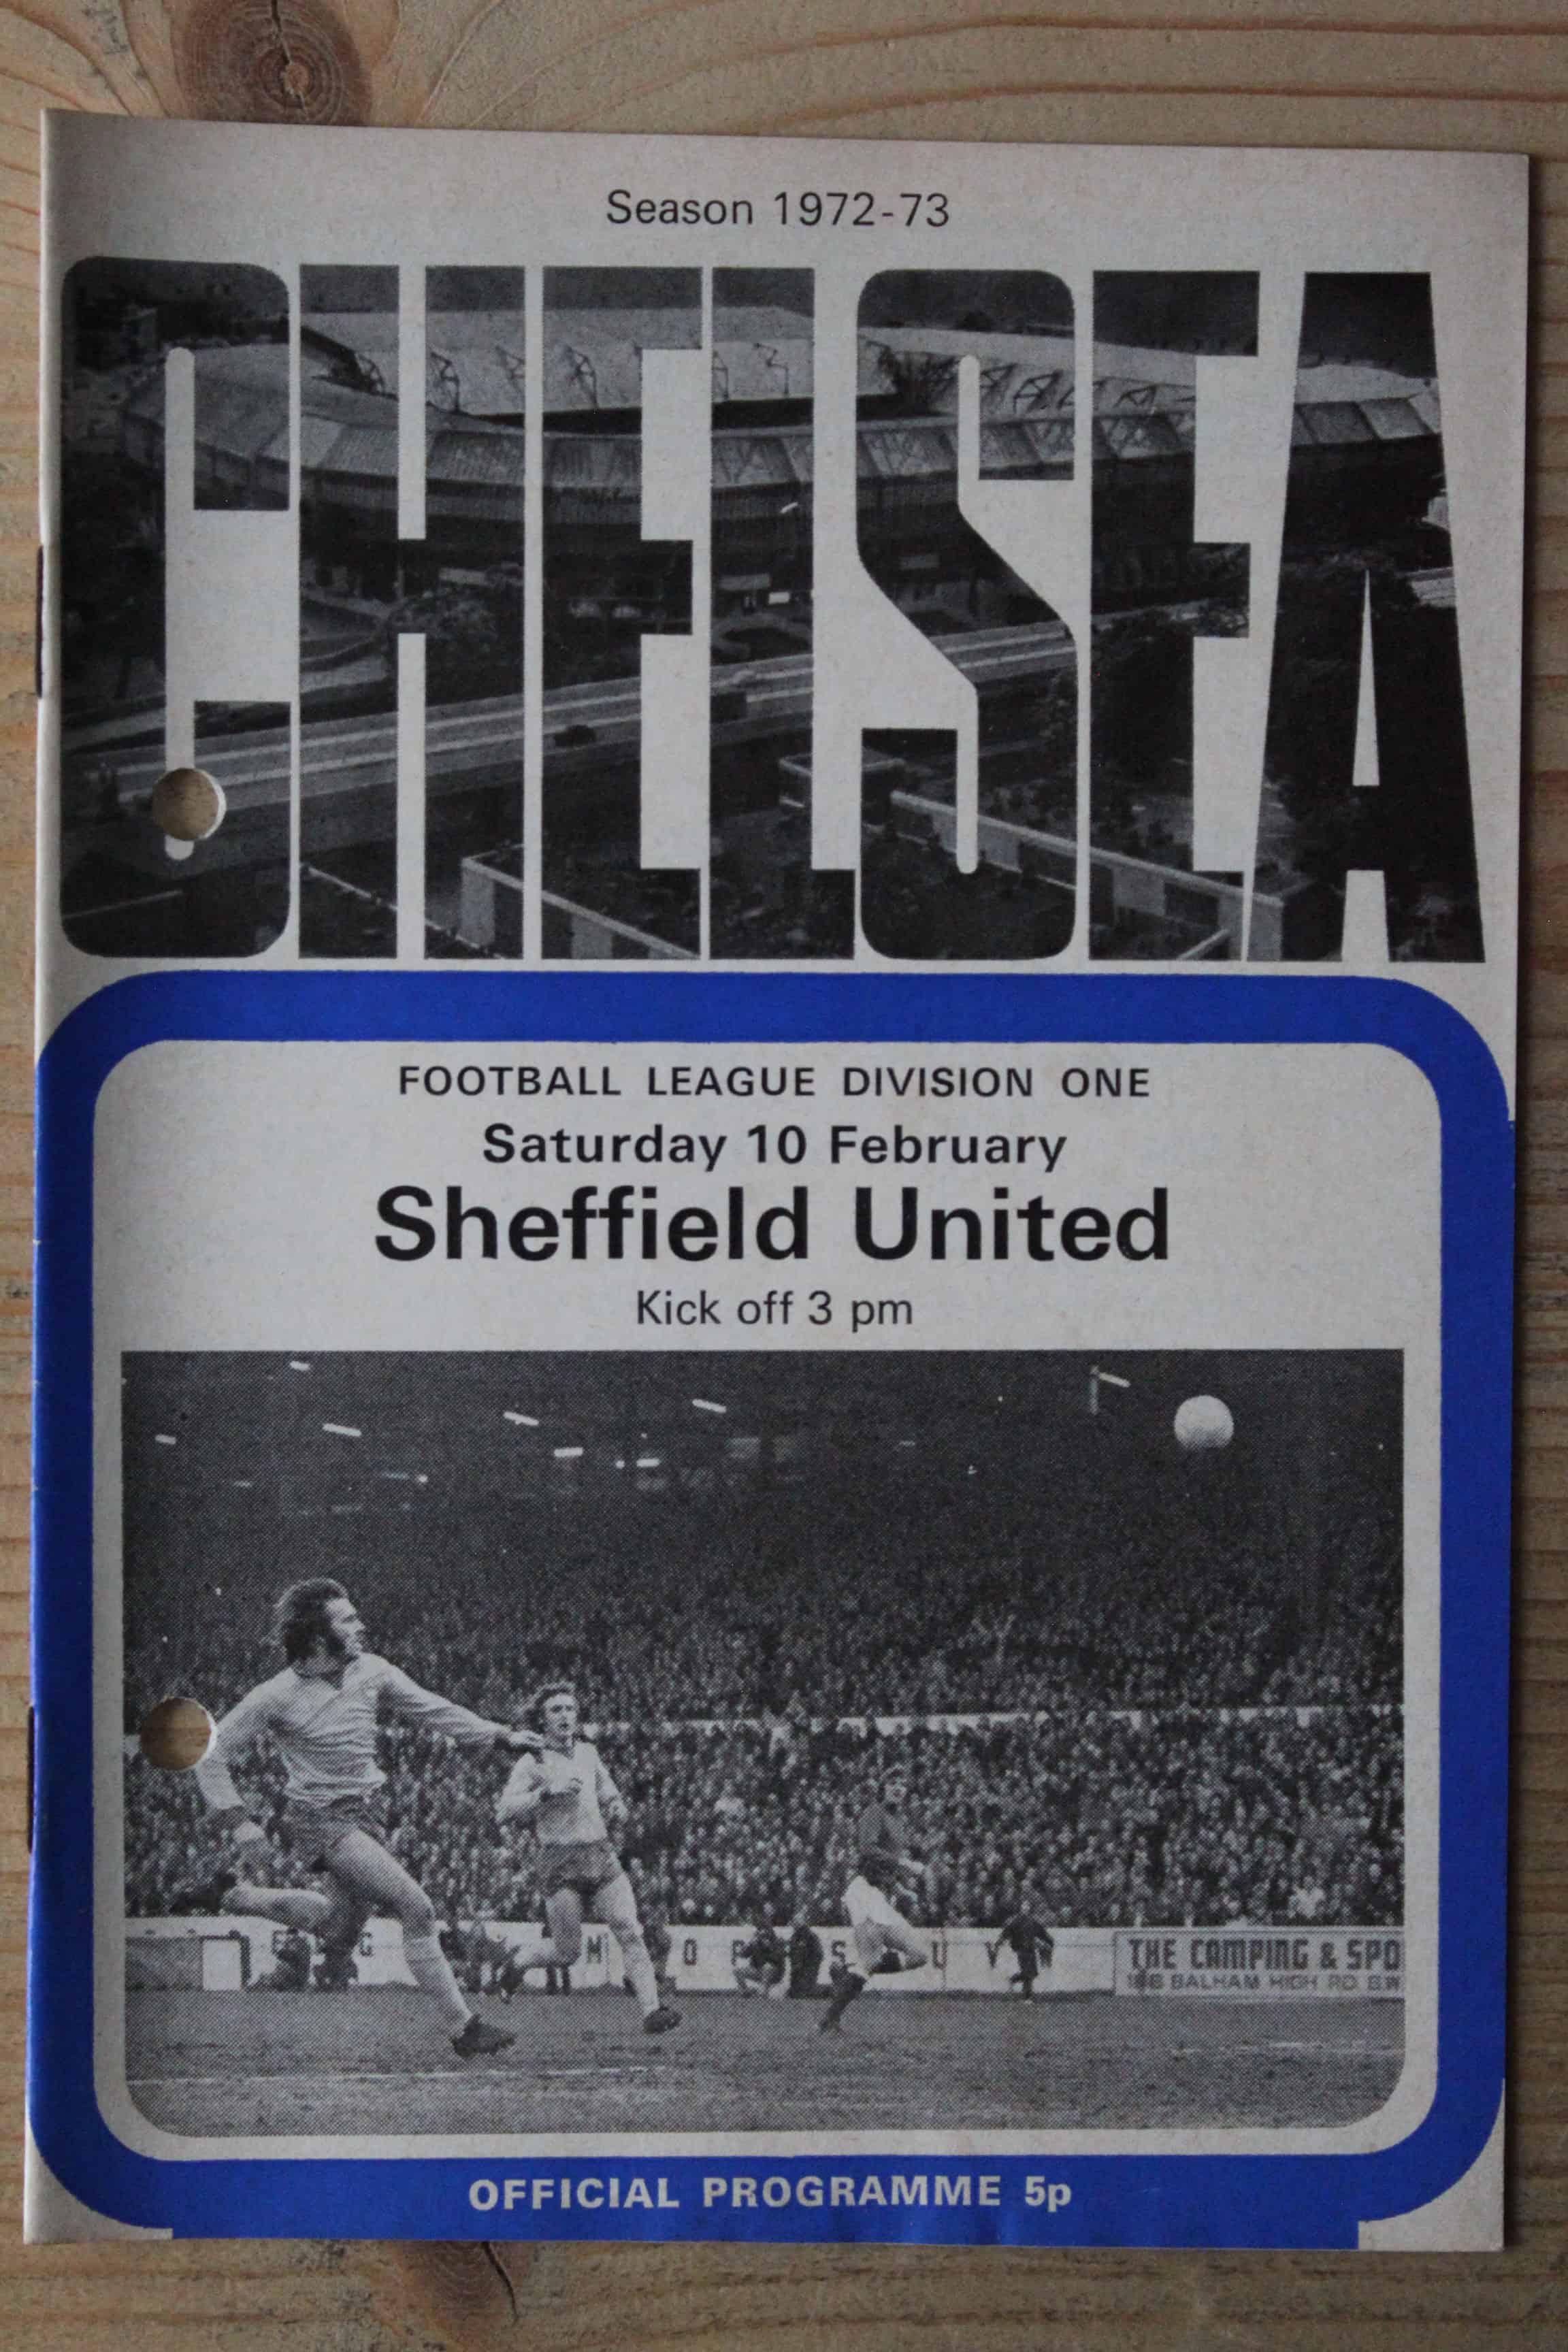 Season 1972-73
CHELSEA
FOOTBALL LEAGUE DIVISION ONE
Saturday 10 February
Sheffield United
Kick off 3 pm
THE CAMPING & SPO
BALHAM HIGH RD
OFFICIAL PROGRAMME 5p